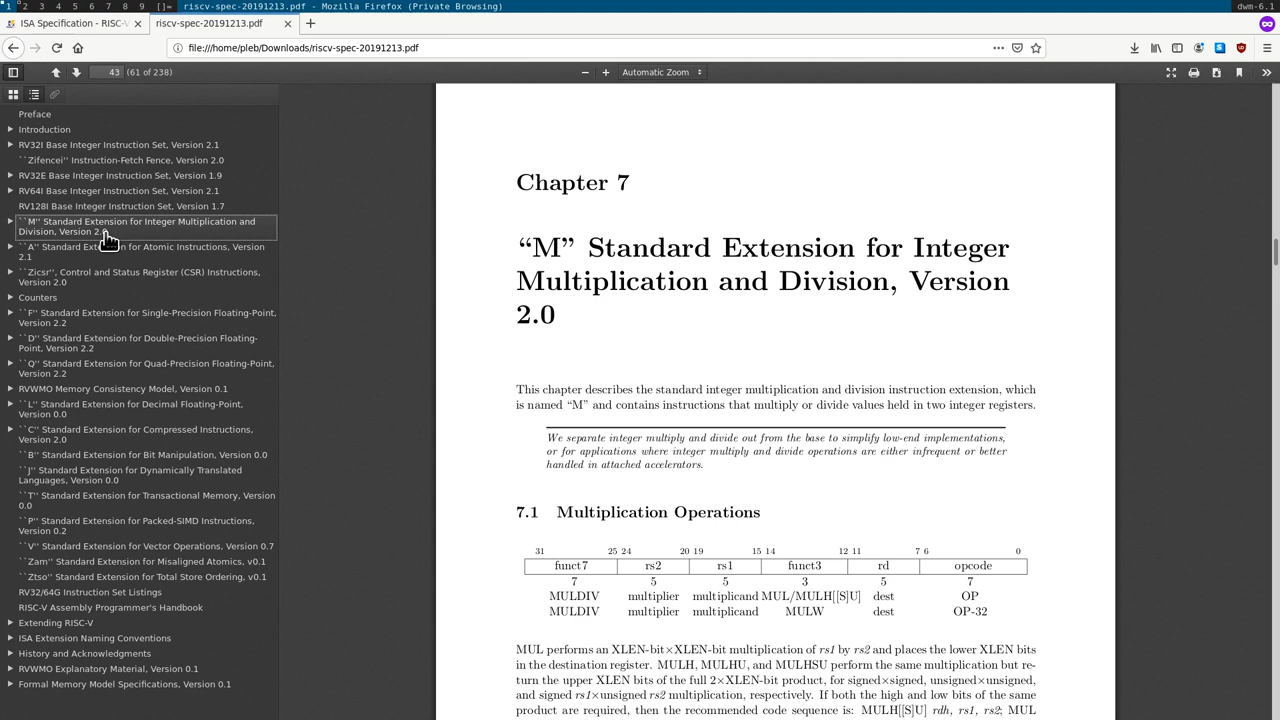 1 2 3 4 5 6 7 8 9 []= riscv-spec-20191213.pdf - Mozilla Firefox (Private Browsing) dwm-6.1
ISA Specification - RISC-V riscv-spec-20191213.pdf
file:///home/pleb/Downloads/riscv-spec-20191213.pdf
43 (61 of 238) Automatic Zoom
Preface
Introduction
RV32I Base Integer Instruction Set, Version 2.1
``Zifencei'' Instruction-Fetch Fence, Version 2.0
RV32E Base Integer Instruction Set, Version 1.9
RV64I Base Integer Instruction Set, Version 2.1
RV128I Base Integer Instruction Set, Version 1.7
``M'' Standard Extension for Integer Multiplication and
Division, Version 2.0
``A'' Standard Extension for Atomic Instructions, Version
2.1
``Zicsr'', Control and Status Register (CSR) Instructions,
Version 2.0
Counters
``F'' Standard Extension for Single-Precision Floating-Point,
Version 2.2
``D'' Standard Extension for Double-Precision Floating-
Point, Version 2.2
``Q'' Standard Extension for Quad-Precision Floating-Point,
Version 2.2
RVWMO Memory Consistency Model, Version 0.1
``L'' Standard Extension for Decimal Floating-Point,
Version 0.0
``C'' Standard Extension for Compressed Instructions,
Version 2.0
``B'' Standard Extension for Bit Manipulation, Version 0.0
``J'' Standard Extension for Dynamically Translated
Languages, Version 0.0
``T'' Standard Extension for Transactional Memory, Version
0.0
``P'' Standard Extension for Packed-SIMD Instructions,
Version 0.2
``V'' Standard Extension for Vector Operations, Version 0.7
``Zam'' Standard Extension for Misaligned Atomics, v0.1
``Ztso'' Standard Extension for Total Store Ordering, v0.1
RV32/64G Instruction Set Listings
RISC-V Assembly Programmer's Handbook
Extending RISC-V
ISA Extension Naming Conventions
History and Acknowledgments
RVWMO Explanatory Material, Version 0.1
Formal Memory Model Specifications, Version 0.1
Chapter 7
“M” Standard Extension for Integer
Multiplication and Division, Version
2.0
This chapter describes the standard integer multiplication and division instruction extension, which
is named “M” and contains instructions that multiply or divide values held in two integer registers.
We separate integer multiply and divide out from the base to simplify low-end implementations,
or for applications where integer multiply and divide operations are either infrequent or better
handled in attached accelerators.
7.1 Multiplication Operations
31 25 24 20 19 15 14 12 11 7 6 0
funct7 rs2 rs1 funct3 rd opcode
7 5 5 3 5 7
MULDIV multiplier multiplicand MUL/MULH[[S]U] dest OP
MULDIV multiplier multiplicand MULW dest OP-32
MUL performs an XLEN-bit×XLEN-bit multiplication of rs1 by rs2 and places the lower XLEN bits
in the destination register. MULH, MULHU, and MULHSU perform the same multiplication but re-
turn the upper XLEN bits of the full 2×XLEN-bit product, for signed×signed, unsigned×unsigned,
and signed rs1×unsigned rs2 multiplication, respectively. If both the high and low bits of the same
product are required, then the recommended code sequence is: MULH[[S]U] rdh, rs1, rs2; MUL